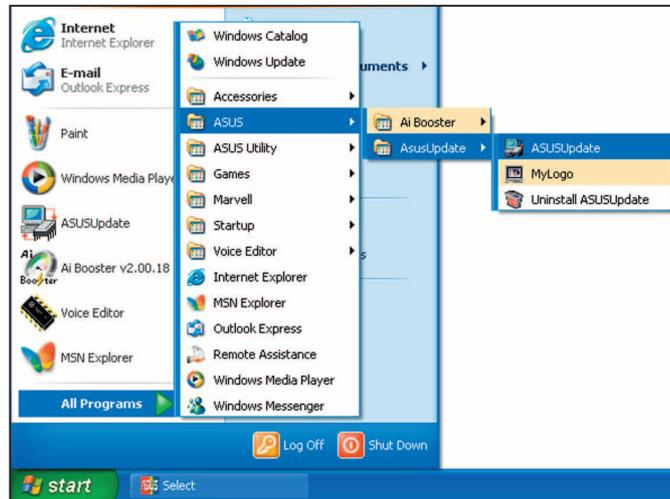 Internet
Internet Explorer
E-mail
Outlook Express
Paint
Windows Media Playe
ASUSUpdate
Ai Booster
Ai Booster v2.00.18
Voice Editor
MSN Explorer
All Programs
Windows Catalog
Windows Update
Accessories
ASUS
ASUS Utility
Games
Marvell
Startup
Voice Editor
Internet Explorer
MSN Explorer
Outlook Express
Remote Assistance
Windows Media Player
Windows Messenger
uments
s
Ai Booster
AsusUpdate
ASUSUpdate
MyLogo
Uninstall ASUSUpdate
Log Off
Shut Down
start
Select